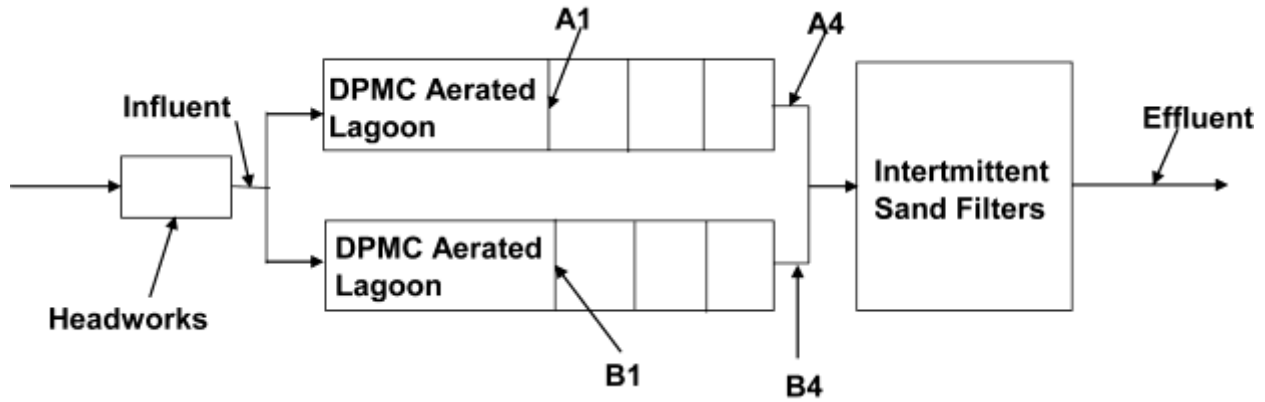 A1
A4
DPMC Aerated
Lagoon
Influent
Effluent
Intertmittent
Sand Filters
DPMC Aerated
Lagoon
Headworks
B1
B4